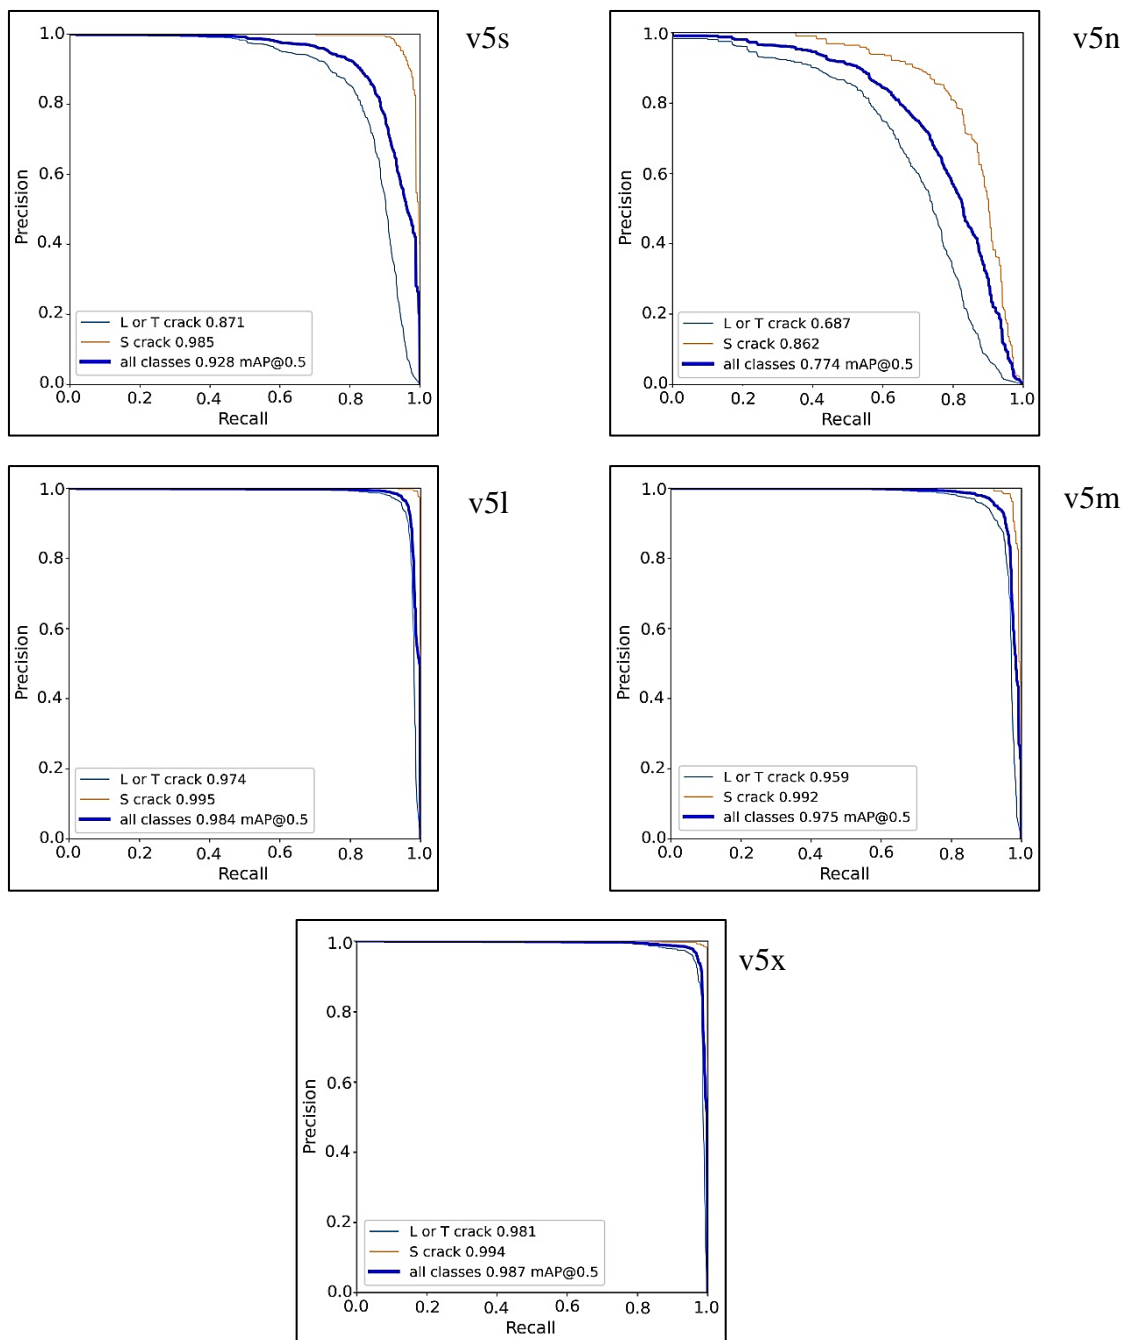 v5s
1.0
0.8
0.6
0.4
0.2
0.0
Precision
L or T crack 0.871
S crack 0.985
all classes 0.928 mAP@0.5
0.0 0.2 0.4 0.6 0.8 1.0
Recall
v5n
1.0
0.8
0.6
0.4
0.2
0.0
Precision
L or T crack 0.687
S crack 0.862
all classes 0.774 mAP@0.5
0.0 0.2 0.4 0.6 0.8 1.0
Recall
v5l
1.0
0.8
0.6
0.4
0.2
0.0
Precision
L or T crack 0.974
S crack 0.995
all classes 0.984 mAP@0.5
0.0 0.2 0.4 0.6 0.8 1.0
Recall
v5m
1.0
0.8
0.6
0.4
0.2
0.0
Precision
L or T crack 0.959
S crack 0.992
all classes 0.975 mAP@0.5
0.0 0.2 0.4 0.6 0.8 1.0
Recall
v5x
1.0
0.8
0.6
0.4
0.2
0.0
Precision
L or T crack 0.981
S crack 0.994
all classes 0.987 mAP@0.5
0.0 0.2 0.4 0.6 0.8 1.0
Recall